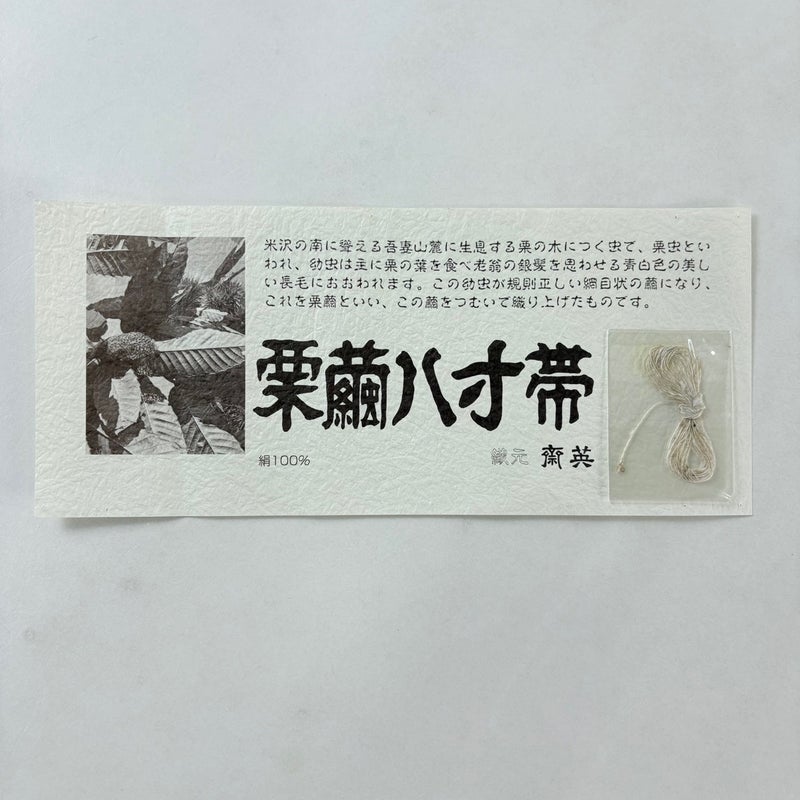 米沢の南に聳える吾妻山麓に生息する栗の木につく虫で、栗虫とい
われ、幼虫は主に栗の葉を食べ老翁の銀髪を思わせる青白色の美し
い長毛におおわれます。この幼虫が規則正しい網目状の繭になり、
これを栗繭といい、この繭をつむいで織り上げたものです。
栗繭八寸帯
絹100%
織元 齋英